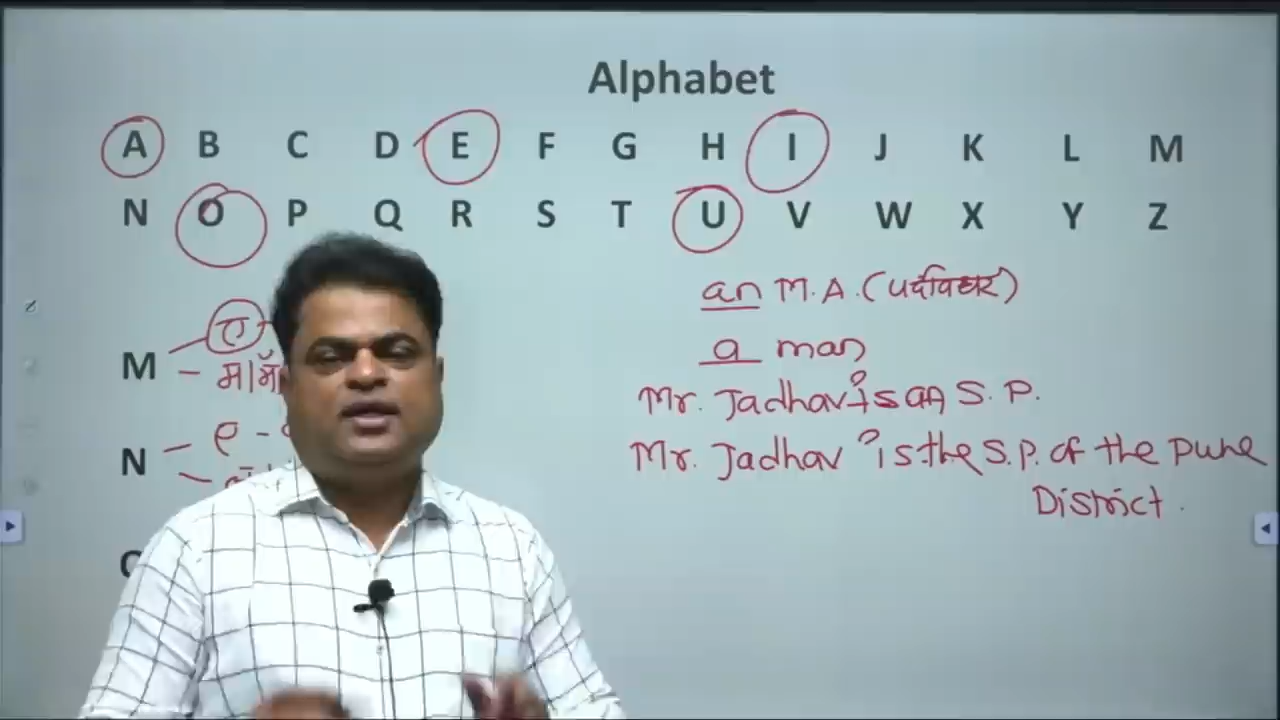 Alphabet
A B C D E F G H I J K L M
N O P Q R S T U V W X Y Z
an M.A. (पदवीधर)
a man
Mr. Jadhav is an S.P.
Mr. Jadhav is the S.P. of the Pune
District.
M ए
N